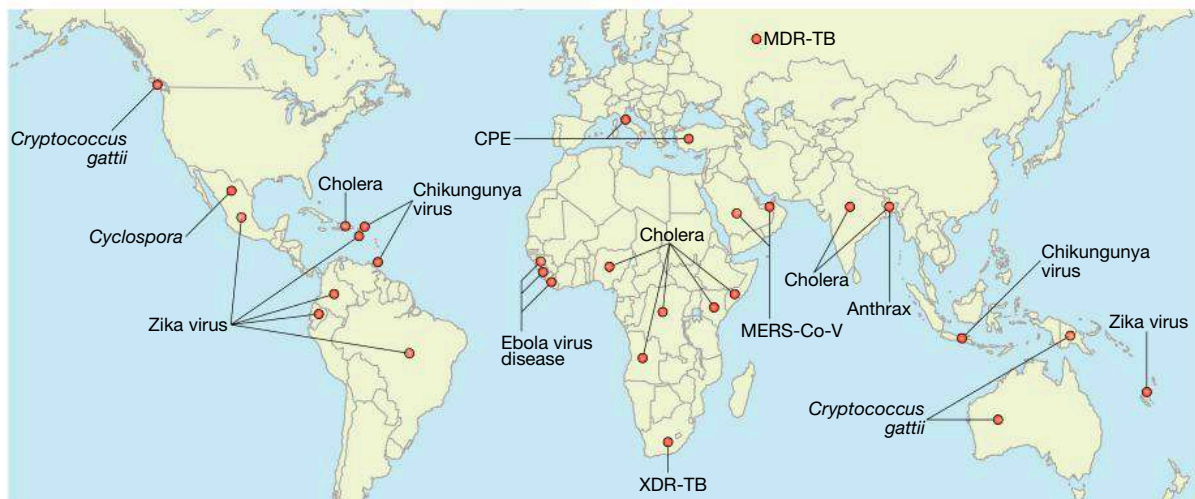 MDR-TB
Cryptococcus
gattii
CPE
Cholera
Chikungunya
virus
Cyclospora
Cholera
Cholera
Chikungunya
virus
Anthrax
Zika virus
Zika virus
Ebola virus
disease
MERS-Co-V
Cryptococcus
gattii
XDR-TB